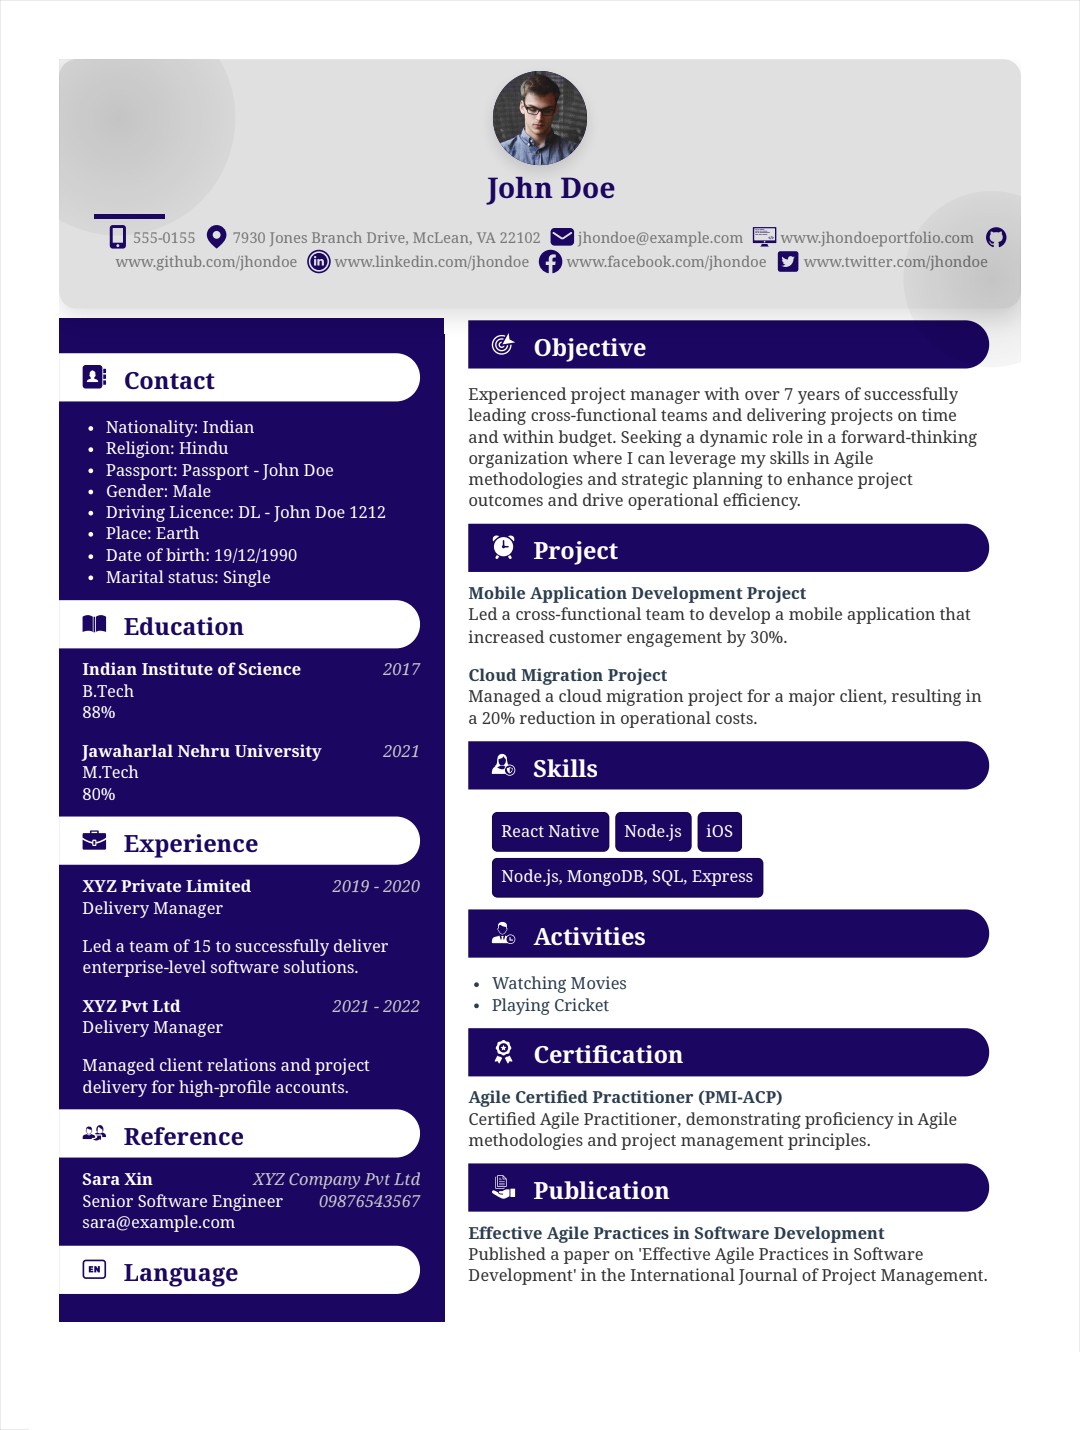 John Doe
555-0155 7930 Jones Branch Drive, McLean, VA 22102 jhondoe@example.com www.jhondoeportfolio.com
www.github.com/jhondoe www.linkedin.com/jhondoe www.facebook.com/jhondoe www.twitter.com/jhondoe
Contact
• Nationality: Indian
• Religion: Hindu
• Passport: Passport - John Doe
• Gender: Male
• Driving Licence: DL - John Doe 1212
• Place: Earth
• Date of birth: 19/12/1990
• Marital status: Single
Education
Indian Institute of Science 2017
B.Tech
88%
Jawaharlal Nehru University 2021
M.Tech
80%
Experience
XYZ Private Limited 2019 - 2020
Delivery Manager
Led a team of 15 to successfully deliver
enterprise-level software solutions.
XYZ Pvt Ltd 2021 - 2022
Delivery Manager
Managed client relations and project
delivery for high-profile accounts.
Reference
Sara Xin XYZ Company Pvt Ltd
Senior Software Engineer 09876543567
sara@example.com
EN Language
Objective
Experienced project manager with over 7 years of successfully
leading cross-functional teams and delivering projects on time
and within budget. Seeking a dynamic role in a forward-thinking
organization where I can leverage my skills in Agile
methodologies and strategic planning to enhance project
outcomes and drive operational efficiency.
Project
Mobile Application Development Project
Led a cross-functional team to develop a mobile application that
increased customer engagement by 30%.
Cloud Migration Project
Managed a cloud migration project for a major client, resulting in
a 20% reduction in operational costs.
Skills
React Native Node.js iOS
Node.js, MongoDB, SQL, Express
Activities
• Watching Movies
• Playing Cricket
Certification
Agile Certified Practitioner (PMI-ACP)
Certified Agile Practitioner, demonstrating proficiency in Agile
methodologies and project management principles.
Publication
Effective Agile Practices in Software Development
Published a paper on 'Effective Agile Practices in Software
Development' in the International Journal of Project Management.